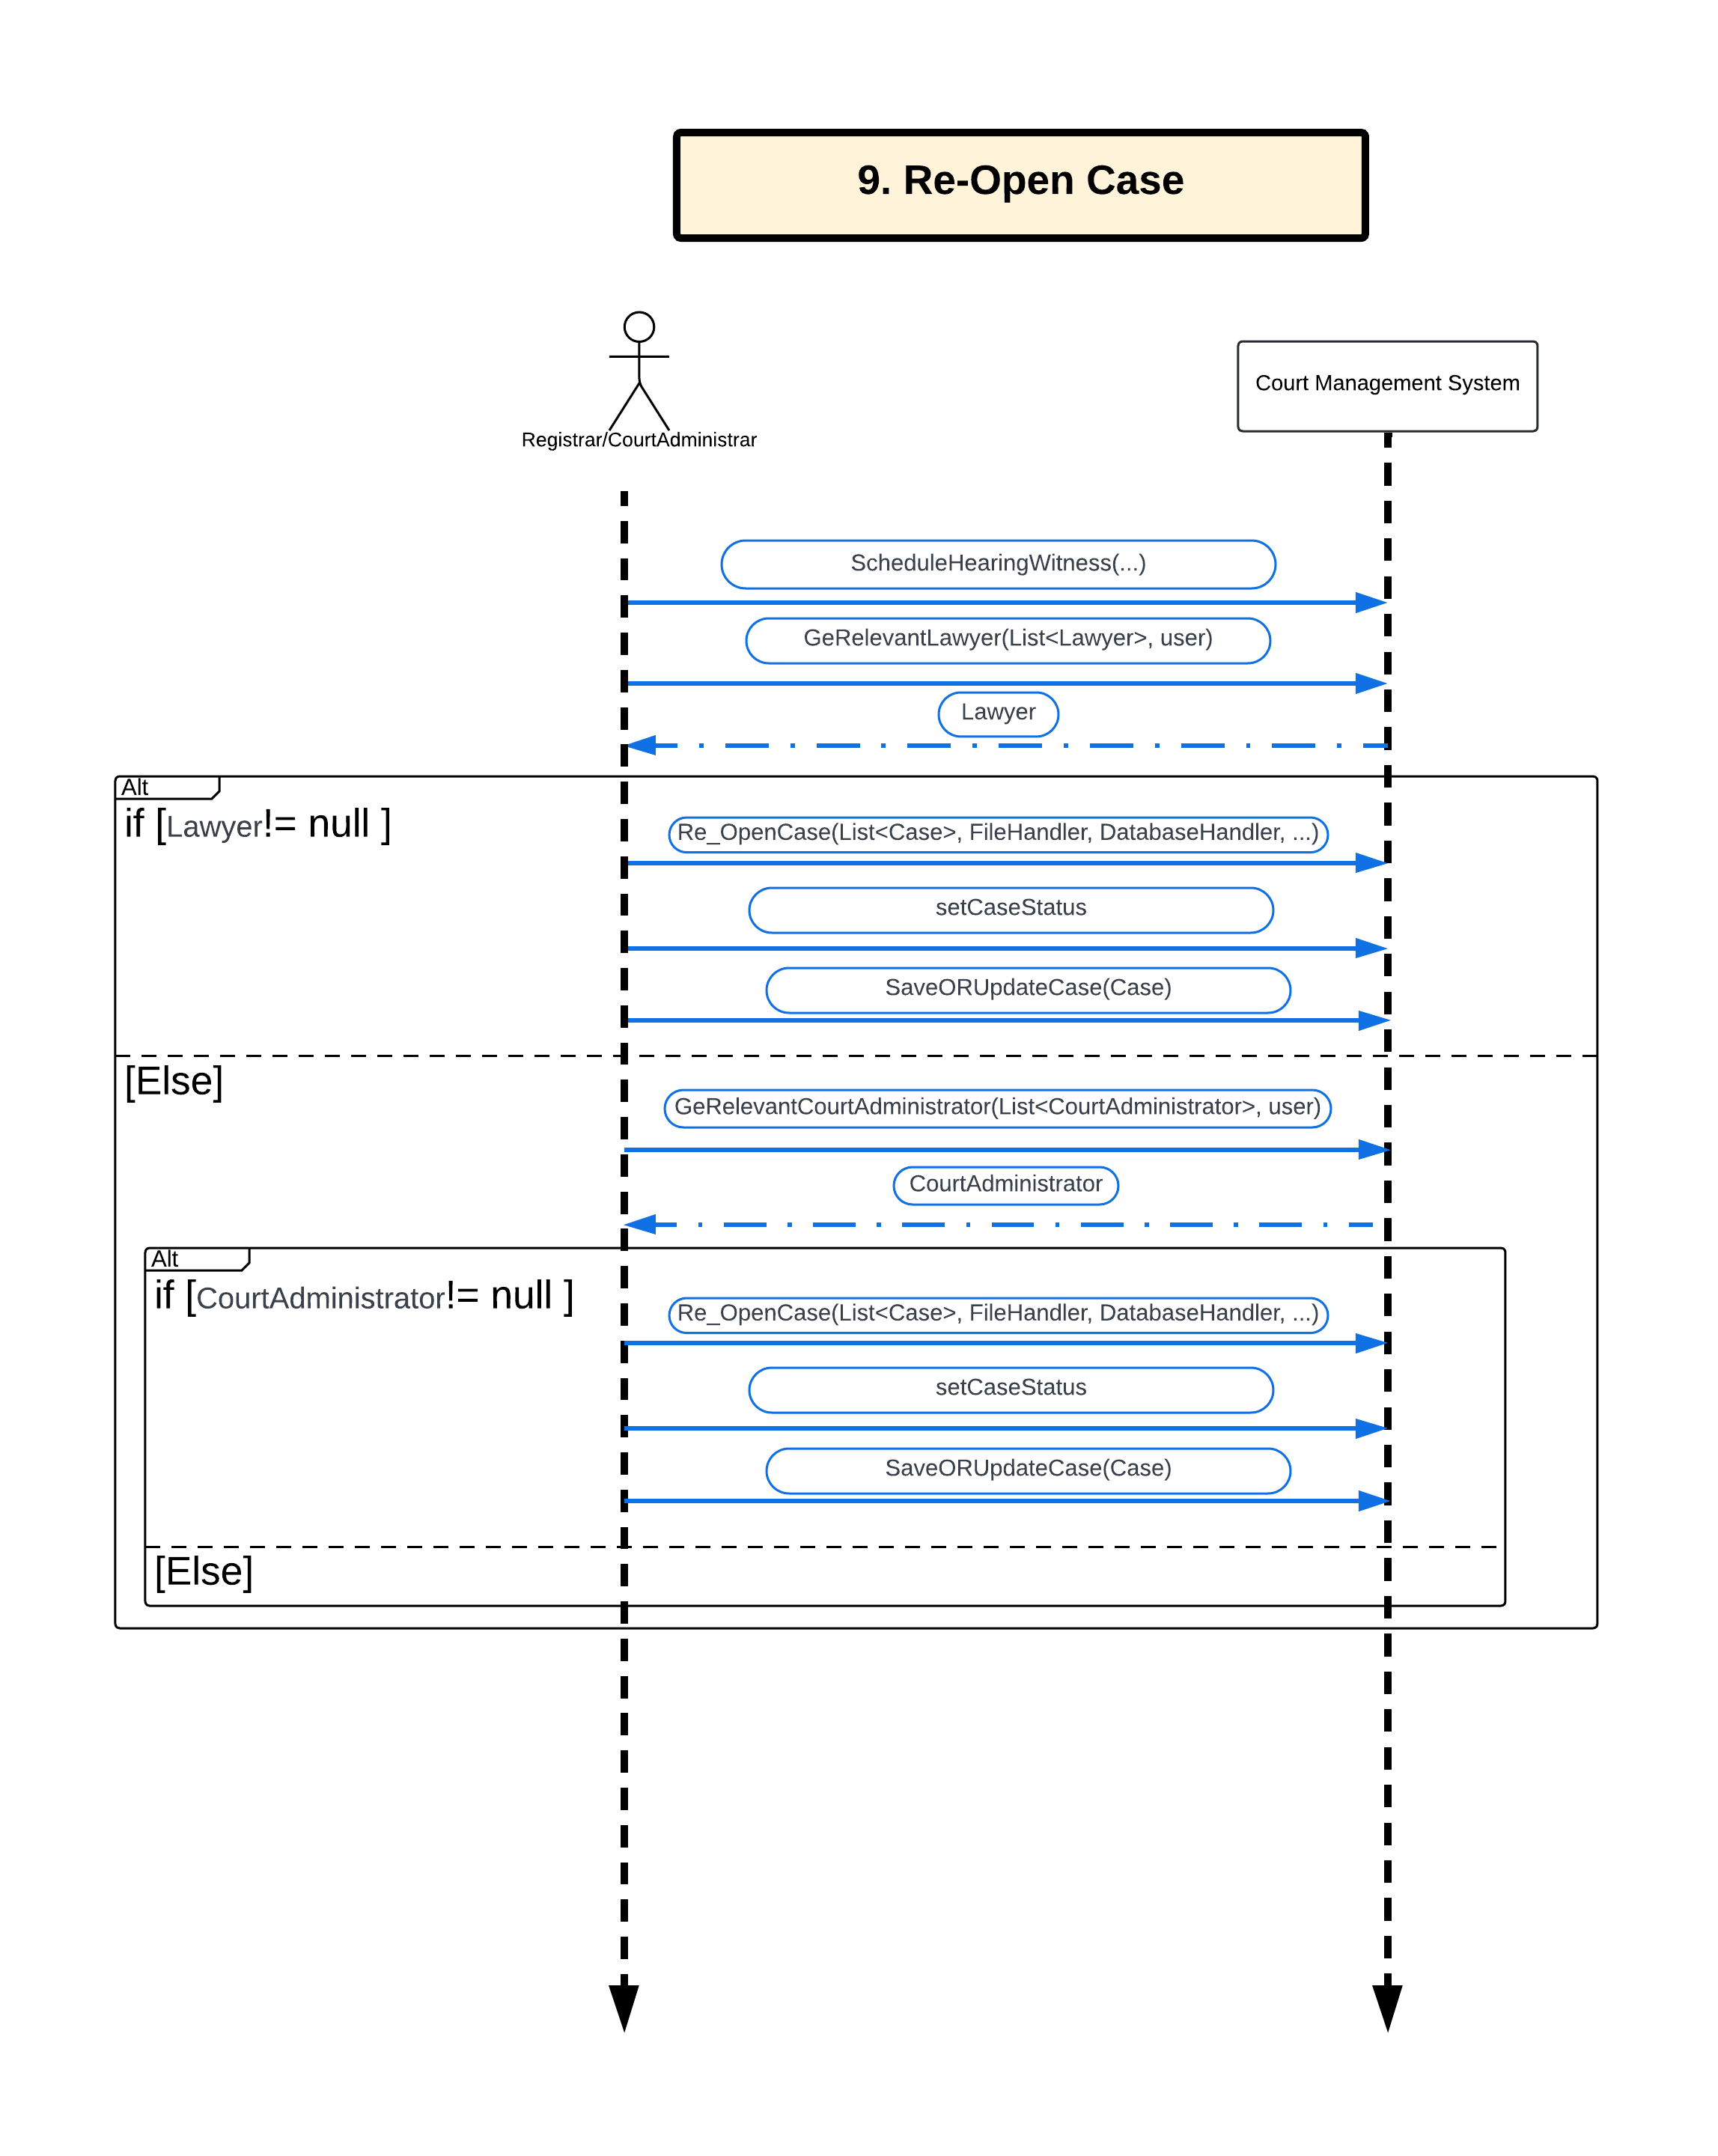 9. Re-Open Case
Registrar/CourtAdministrar
Court Management System
ScheduleHearingWitness(...)
GeRelevantLawyer(List<Lawyer>, user)
Lawyer
Alt
if [Lawyer!= null ]
Re_OpenCase(List<Case>, FileHandler, DatabaseHandler, ...)
setCaseStatus
SaveORUpdateCase(Case)
[Else]
GeRelevantCourtAdministrator(List<CourtAdministrator>, user)
CourtAdministrator
Alt
if [CourtAdministrator!= null ]
Re_OpenCase(List<Case>, FileHandler, DatabaseHandler, ...)
setCaseStatus
SaveORUpdateCase(Case)
[Else]